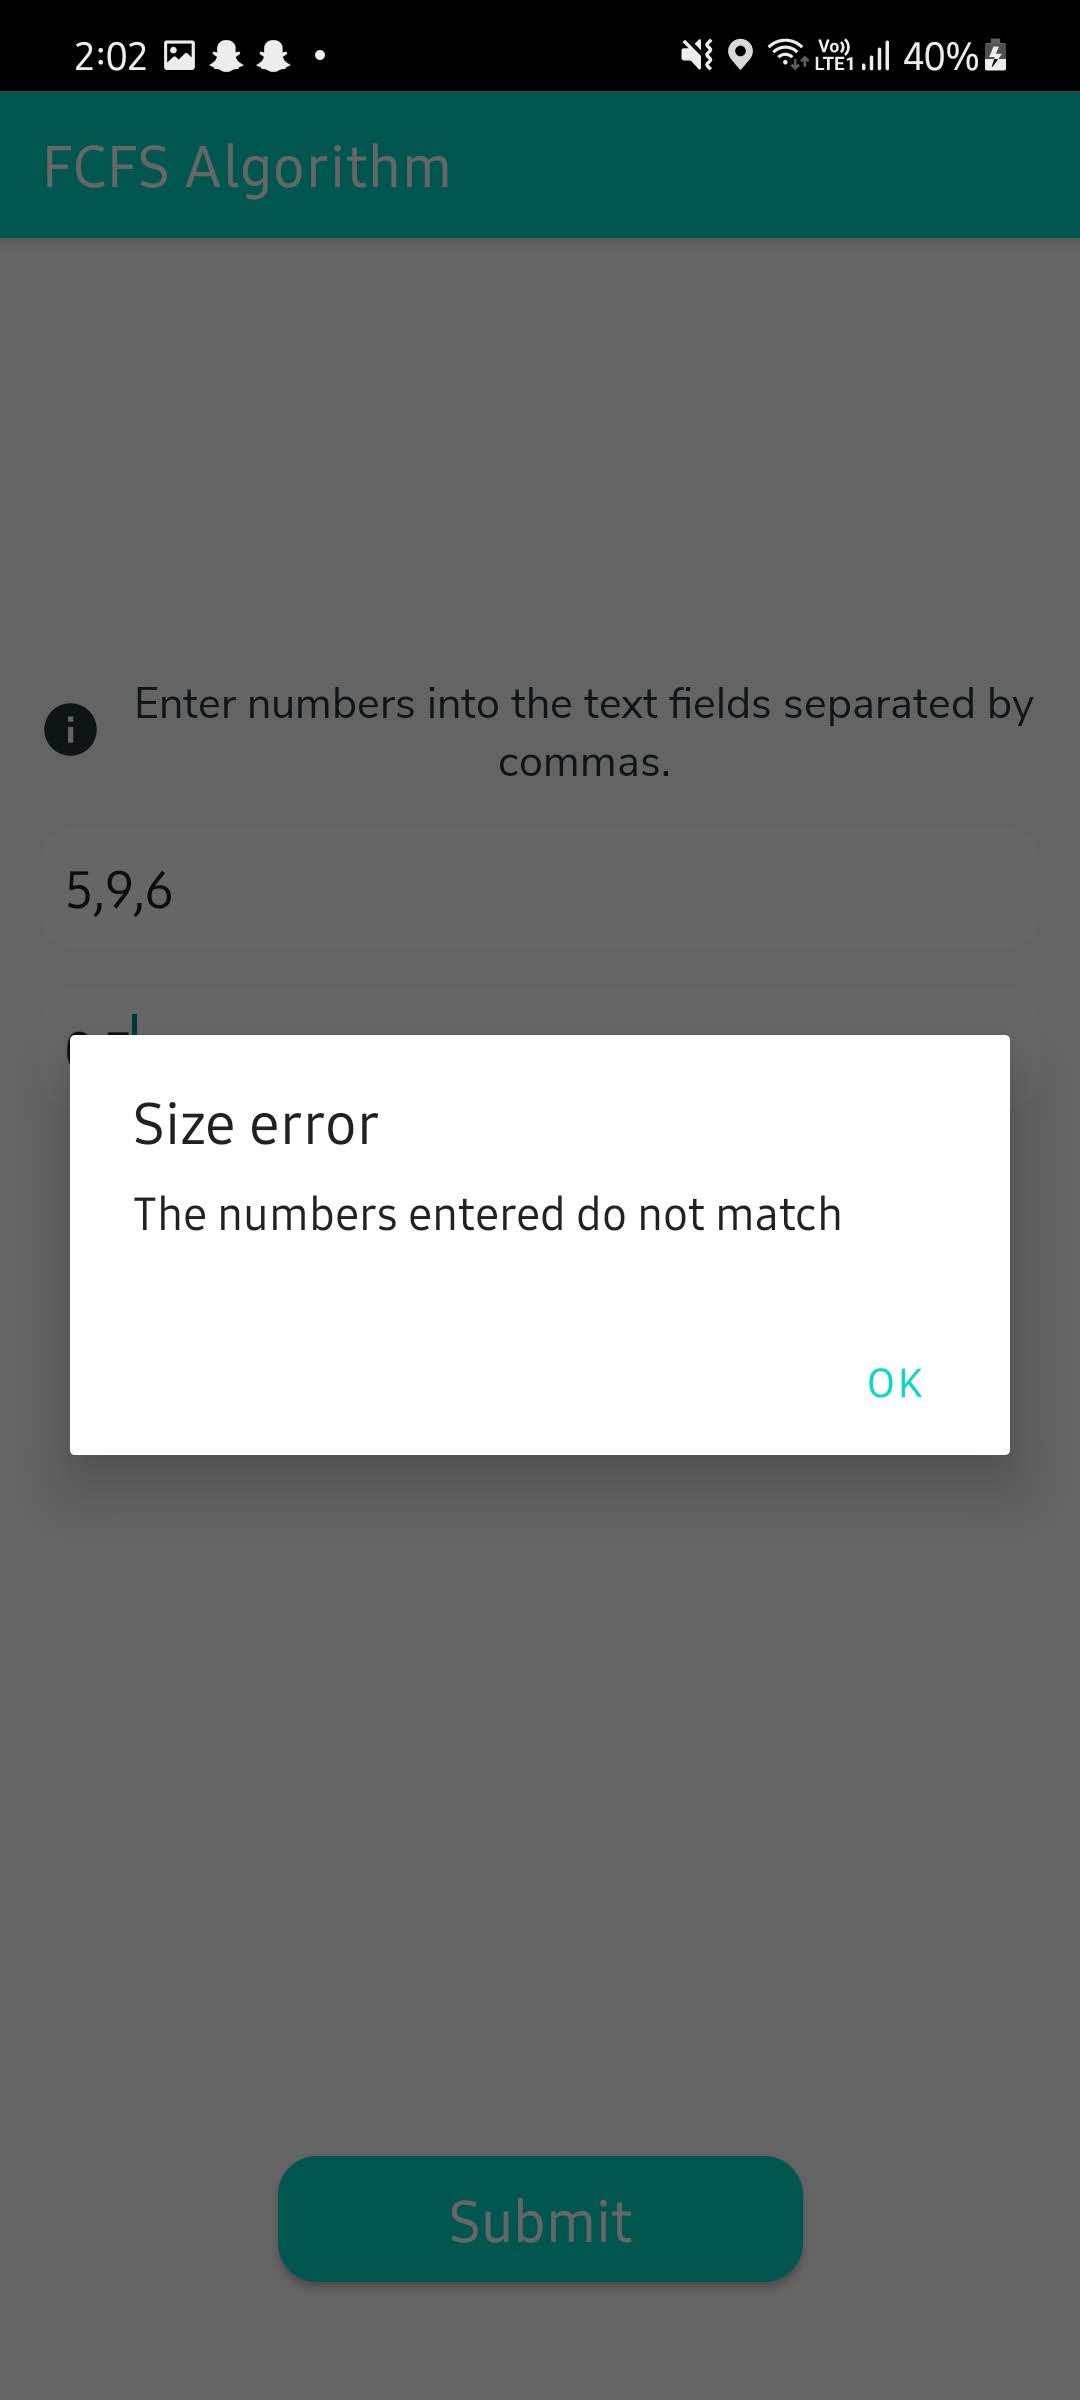 2:02
Vo))
LTE1
40%
FCFS Algorithm
Enter numbers into the text fields separated by
commas.
5,9,6
Size error
The numbers entered do not match
OK
Submit